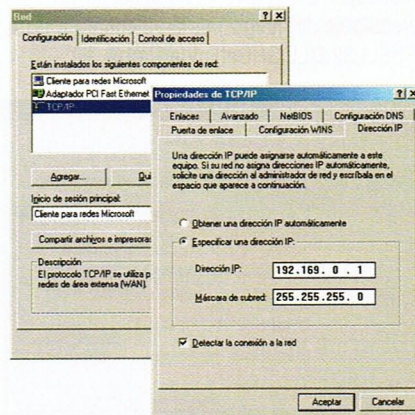 Red
Configuración Identificación Control de acceso
Están instalados los siguientes componentes de red:
Cliente para redes Microsoft
Adaptador PCI Fast Ethernet
TCP/IP
Agregar...
Inicio de sesión principal:
Cliente para redes Microsoft
Compartir archivos e impresoras
Descripción
El protocolo TCP/IP se utiliza p
redes de área extensa (WAN).
Propiedades de TCP/IP
Enlaces Avanzado NetBIOS Configuración DNS
Puerta de enlace Configuración WINS Dirección IP
Una dirección IP puede asignarse automáticamente a este
equipo. Si su red no asigna direcciones IP automáticamente,
solicite una dirección al administrador de red y escríbala en el
espacio que aparece a continuación.
Obtener una dirección IP automáticamente
Especificar una dirección IP:
Dirección IP: 192.169. 0 . 1
Máscara de subred: 255.255.255. 0
Detectar la conexión a la red
Aceptar Cancelar